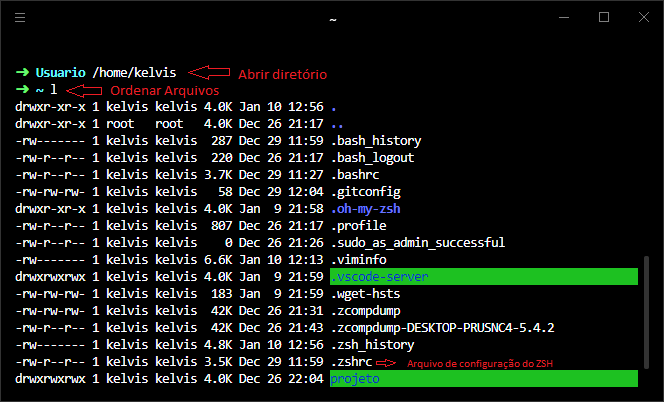 ~
➜ Usuario /home/kelvis Abrir diretório
➜ ~ l Ordenar Arquivos
drwxr-xr-x 1 kelvis kelvis 4.0K Jan 10 12:56 .
drwxr-xr-x 1 root root 4.0K Dec 26 21:17 ..
-rw------- 1 kelvis kelvis 287 Dec 29 11:59 .bash_history
-rw-r--r-- 1 kelvis kelvis 220 Dec 26 21:17 .bash_logout
-rw-r--r-- 1 kelvis kelvis 3.7K Dec 29 11:27 .bashrc
-rw-rw-rw- 1 kelvis kelvis 58 Dec 29 12:04 .gitconfig
drwxr-xr-x 1 kelvis kelvis 4.0K Jan 9 21:58 .oh-my-zsh
-rw-r--r-- 1 kelvis kelvis 807 Dec 26 21:17 .profile
-rw-r--r-- 1 kelvis kelvis 0 Dec 26 21:26 .sudo_as_admin_successful
-rw------- 1 kelvis kelvis 6.6K Jan 10 12:13 .viminfo
drwxrwxrwx 1 kelvis kelvis 4.0K Jan 9 21:59 .vscode-server
-rw-rw-rw- 1 kelvis kelvis 183 Jan 9 21:59 .wget-hsts
-rw-rw-rw- 1 kelvis kelvis 42K Dec 26 21:31 .zcompdump
-rw-r--r-- 1 kelvis kelvis 42K Dec 26 21:43 .zcompdump-DESKTOP-PRUSNC4-5.4.2
-rw------- 1 kelvis kelvis 4.8K Jan 10 12:56 .zsh_history
-rw-r--r-- 1 kelvis kelvis 3.5K Dec 29 11:59 .zshrc Arquivo de configuração do ZSH
drwxrwxrwx 1 kelvis kelvis 4.0K Dec 26 22:04 projeto